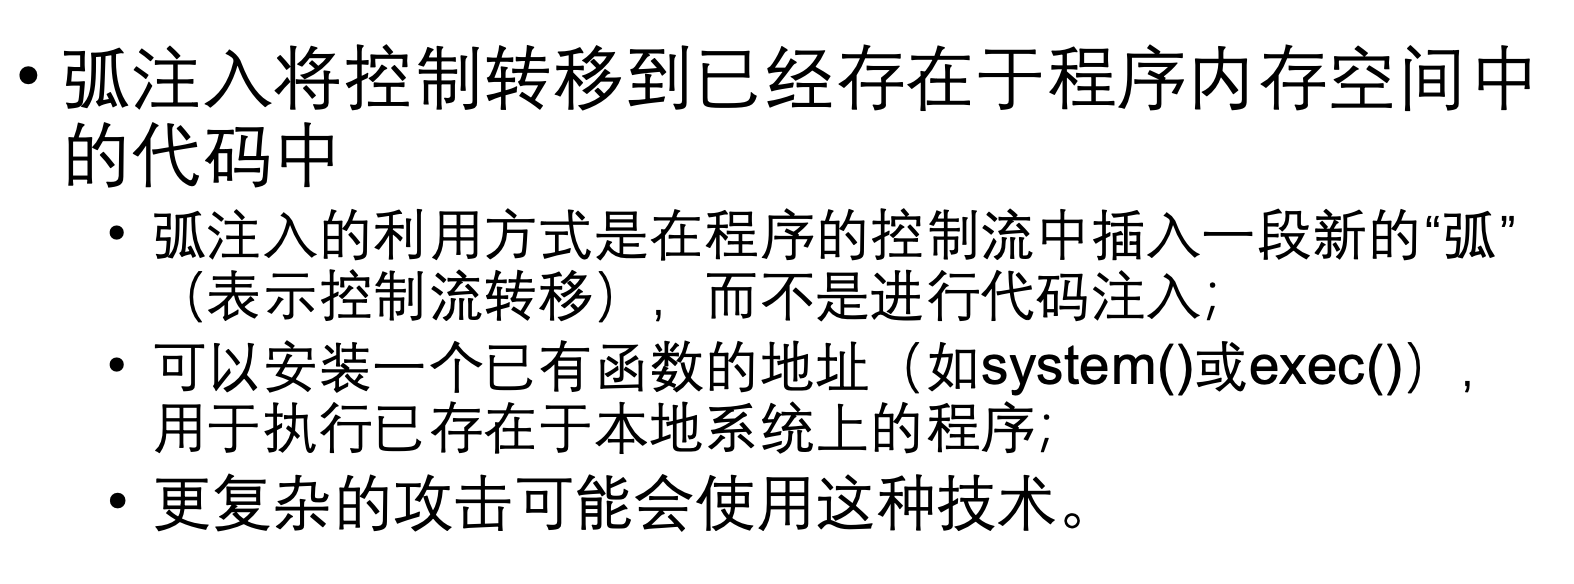 • 弧注入将控制转移到已经存在于程序内存空间中
的代码中
• 弧注入的利用方式是在程序的控制流中插入一段新的“弧”
（表示控制流转移），而不是进行代码注入；
• 可以安装一个已有函数的地址（如system()或exec()），
用于执行已存在于本地系统上的程序；
• 更复杂的攻击可能会使用这种技术。